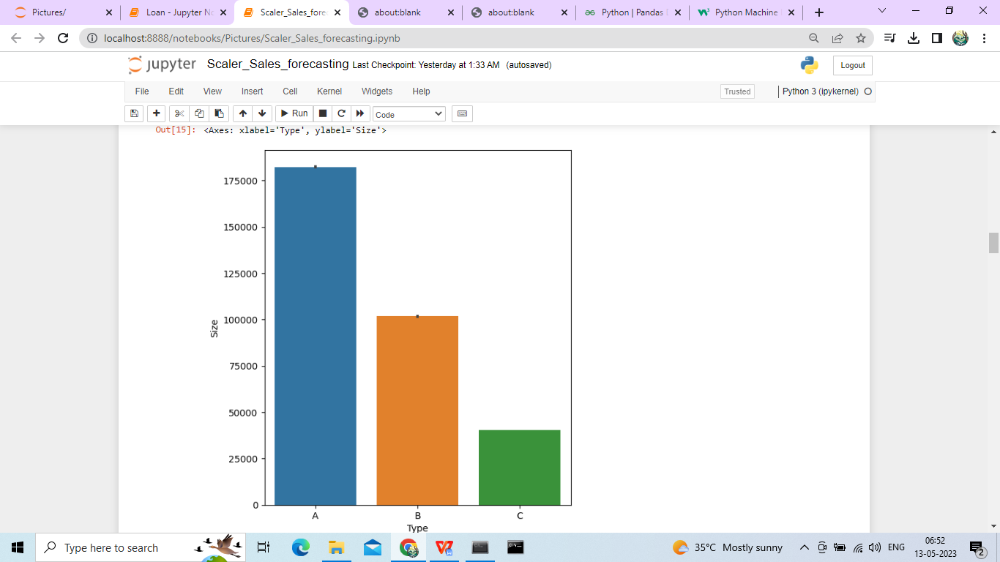 Pictures/
Loan - Jupyter No
Scaler_Sales_fore
about:blank
about:blank
Python | Pandas
Python Machine
localhost:8888/notebooks/Pictures/Scaler_Sales_forecasting.ipynb
jupyter Scaler_Sales_forecasting Last Checkpoint: Yesterday at 1:33 AM (autosaved)
Logout
File Edit View Insert Cell Kernel Widgets Help
Trusted
Python 3 (ipykernel)
Run
Code
Out[15]: <Axes: xlabel='Type', ylabel='Size'>
175000
150000
125000
100000
75000
50000
25000
0
Size
A B C
Type
Type here to search
35°C Mostly sunny
ENG
06:52
13-05-2023
2